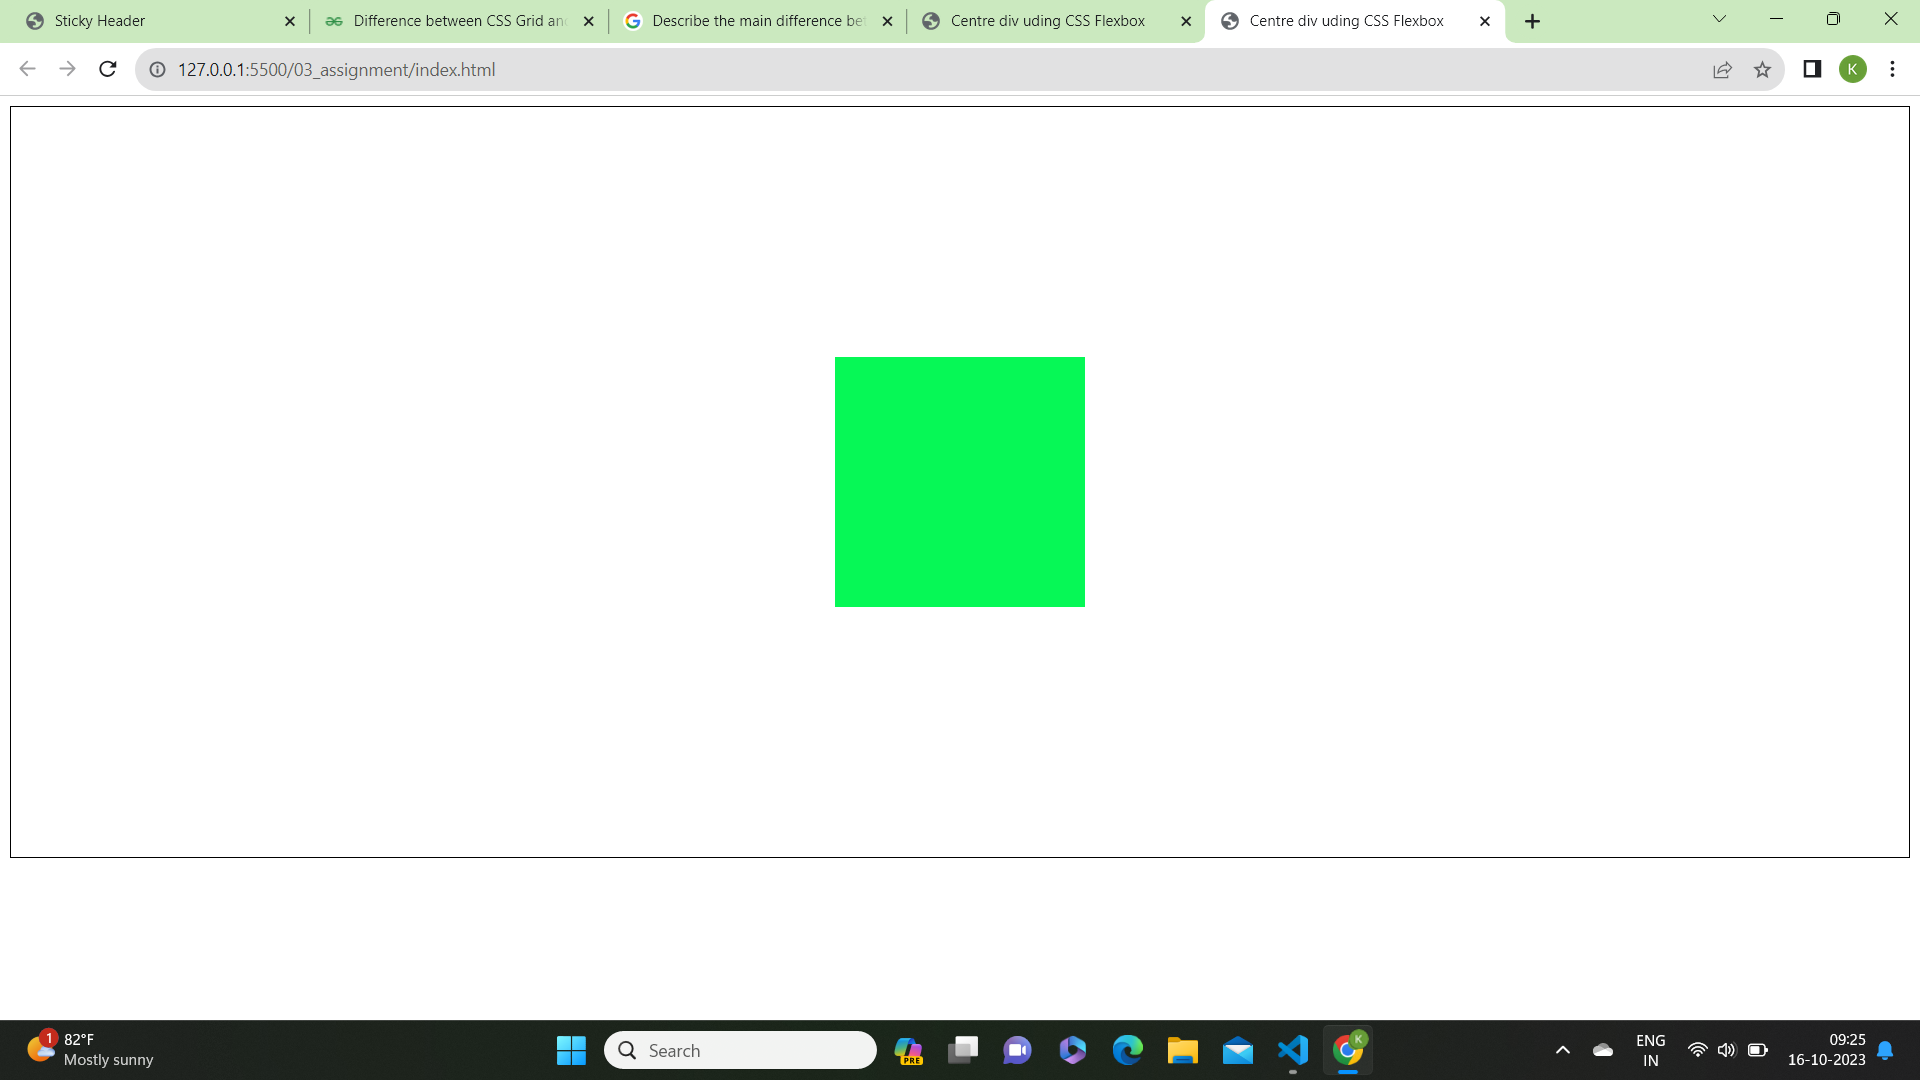 Sticky Header
Difference between CSS Grid and
Describe the main difference bet
Centre div uding CSS Flexbox
Centre div uding CSS Flexbox
127.0.0.1:5500/03_assignment/index.html
K
1
82°F
Mostly sunny
Search
PRE
K
ENG
IN
09:25
16-10-2023